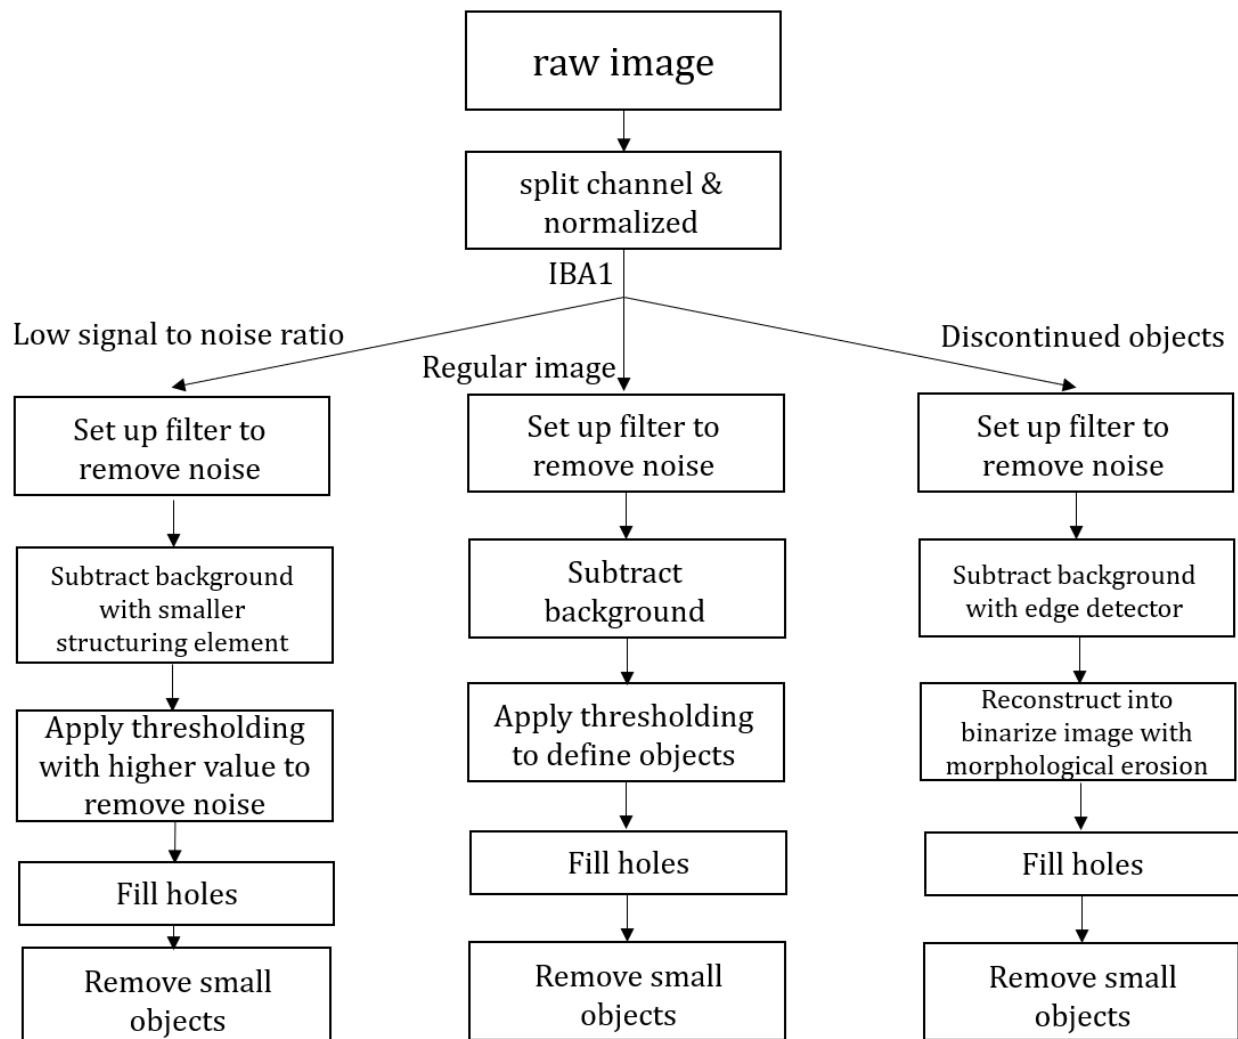 raw image
split channel &
normalized
IBA1
Low signal to noise ratio
Regular image
Discontinued objects
Set up filter to
remove noise
Subtract background
with smaller
structuring element
Apply thresholding
with higher value to
remove noise
Fill holes
Remove small
objects
Set up filter to
remove noise
Subtract
background
Apply thresholding
to define objects
Fill holes
Remove small
objects
Set up filter to
remove noise
Subtract background
with edge detector
Reconstruct into
binarize image with
morphological erosion
Fill holes
Remove small
objects